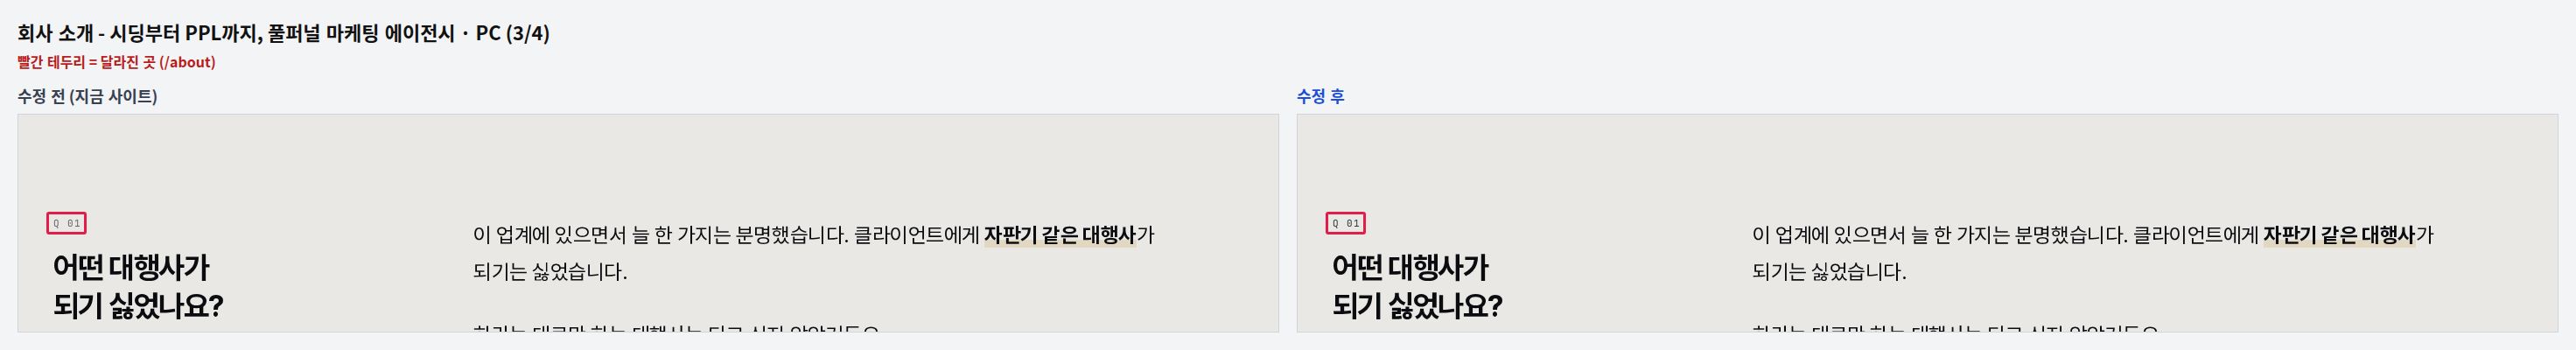 회사 소개 - 시딩부터 PPL까지, 풀퍼널 마케팅 에이전시 · PC (3/4)
빨간 테두리 = 달라진 곳 (/about)
수정 전 (지금 사이트)
Q 01
어떤 대행사가
되기 싫었나요?
이 업계에 있으면서 늘 한 가지는 분명했습니다. 클라이언트에게 자판기 같은 대행사가
되기는 싫었습니다.
수정 후
Q 01
어떤 대행사가
되기 싫었나요?
이 업계에 있으면서 늘 한 가지는 분명했습니다. 클라이언트에게 자판기 같은 대행사가
되기는 싫었습니다.